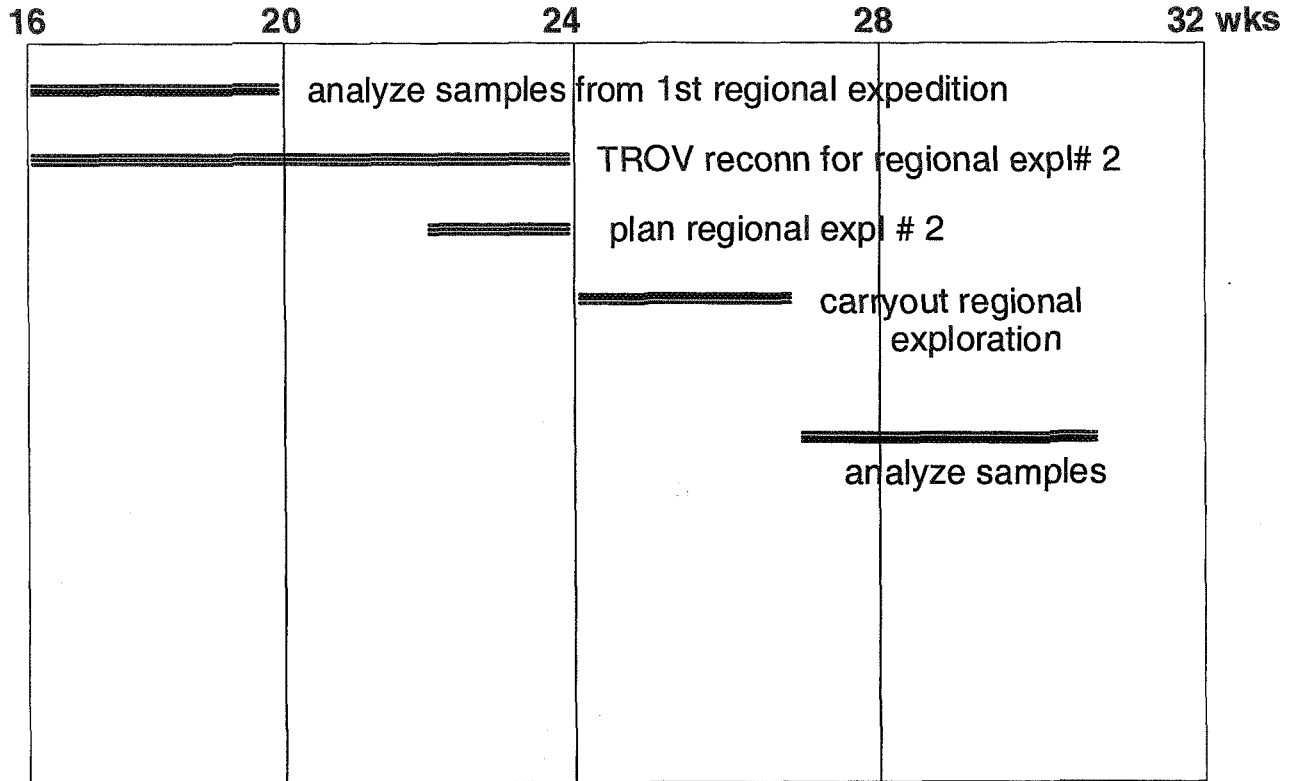 16 20 24 28 32 wks
analyze samples from 1st regional expedition
TROV reconn for regional expl# 2
plan regional expl # 2
carryout regional
exploration
analyze samples